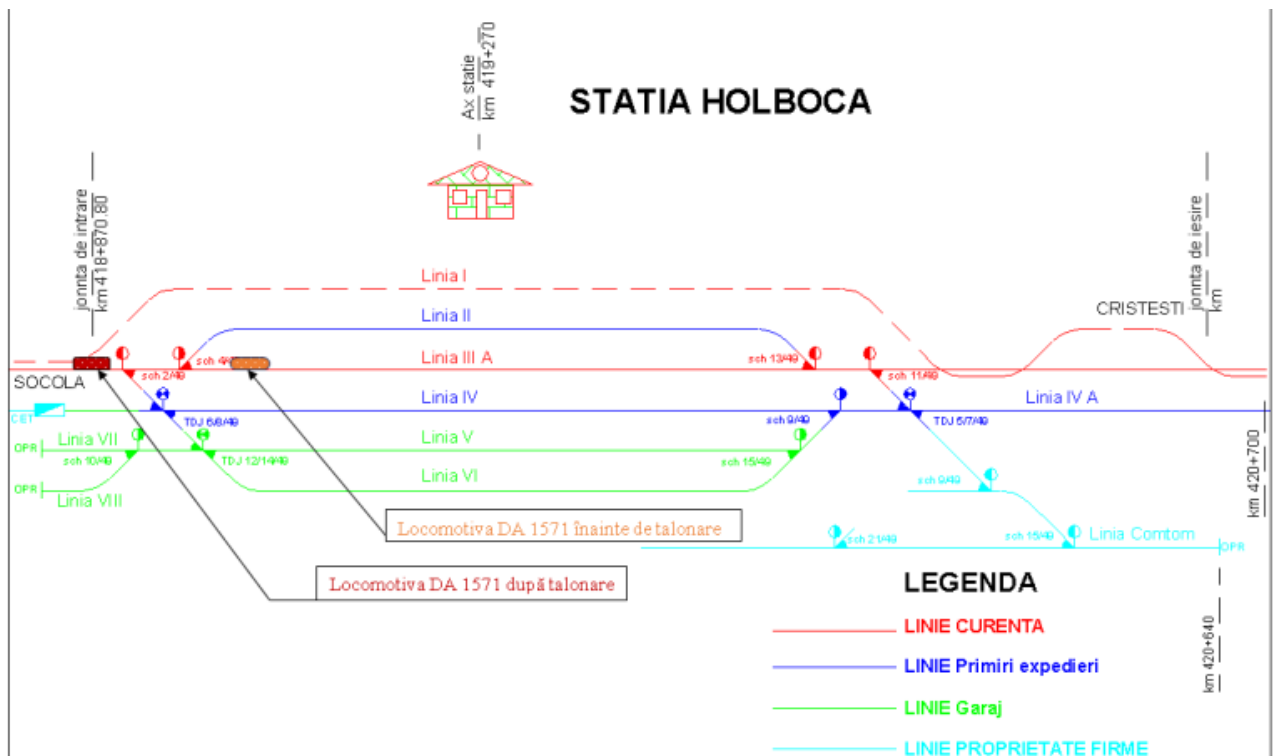 Ax statie
km 419+270
STATIA HOLBOCA
jonnta de intrare
km 418+870.80
jonnta de iesire
km
Linia I
CRISTESTI
Linia II
sch 4/
Linia III A
sch 13/49
SOCOLA
sch 2/49
sch 11/49
Linia IV
Linia IV A
CET
TDJ 6/8/49
sch 9/49
TDJ 5/7/49
Linia VII
Linia V
OPR
sch 10/49
TDJ 12/14/49
sch 15/49
Linia VI
OPR
Linia VIII
sch 9/49
km 420+700
Locomotiva DA 1571 înainte de talonare
sch 21/49
sch 15/49
Linia Comtom
OPR
Locomotiva DA 1571 după talonare
LEGENDA
LINIE CURENTA
km 420+640
LINIE Primiri expedieri
LINIE Garaj
LINIE PROPRIETATE FIRME